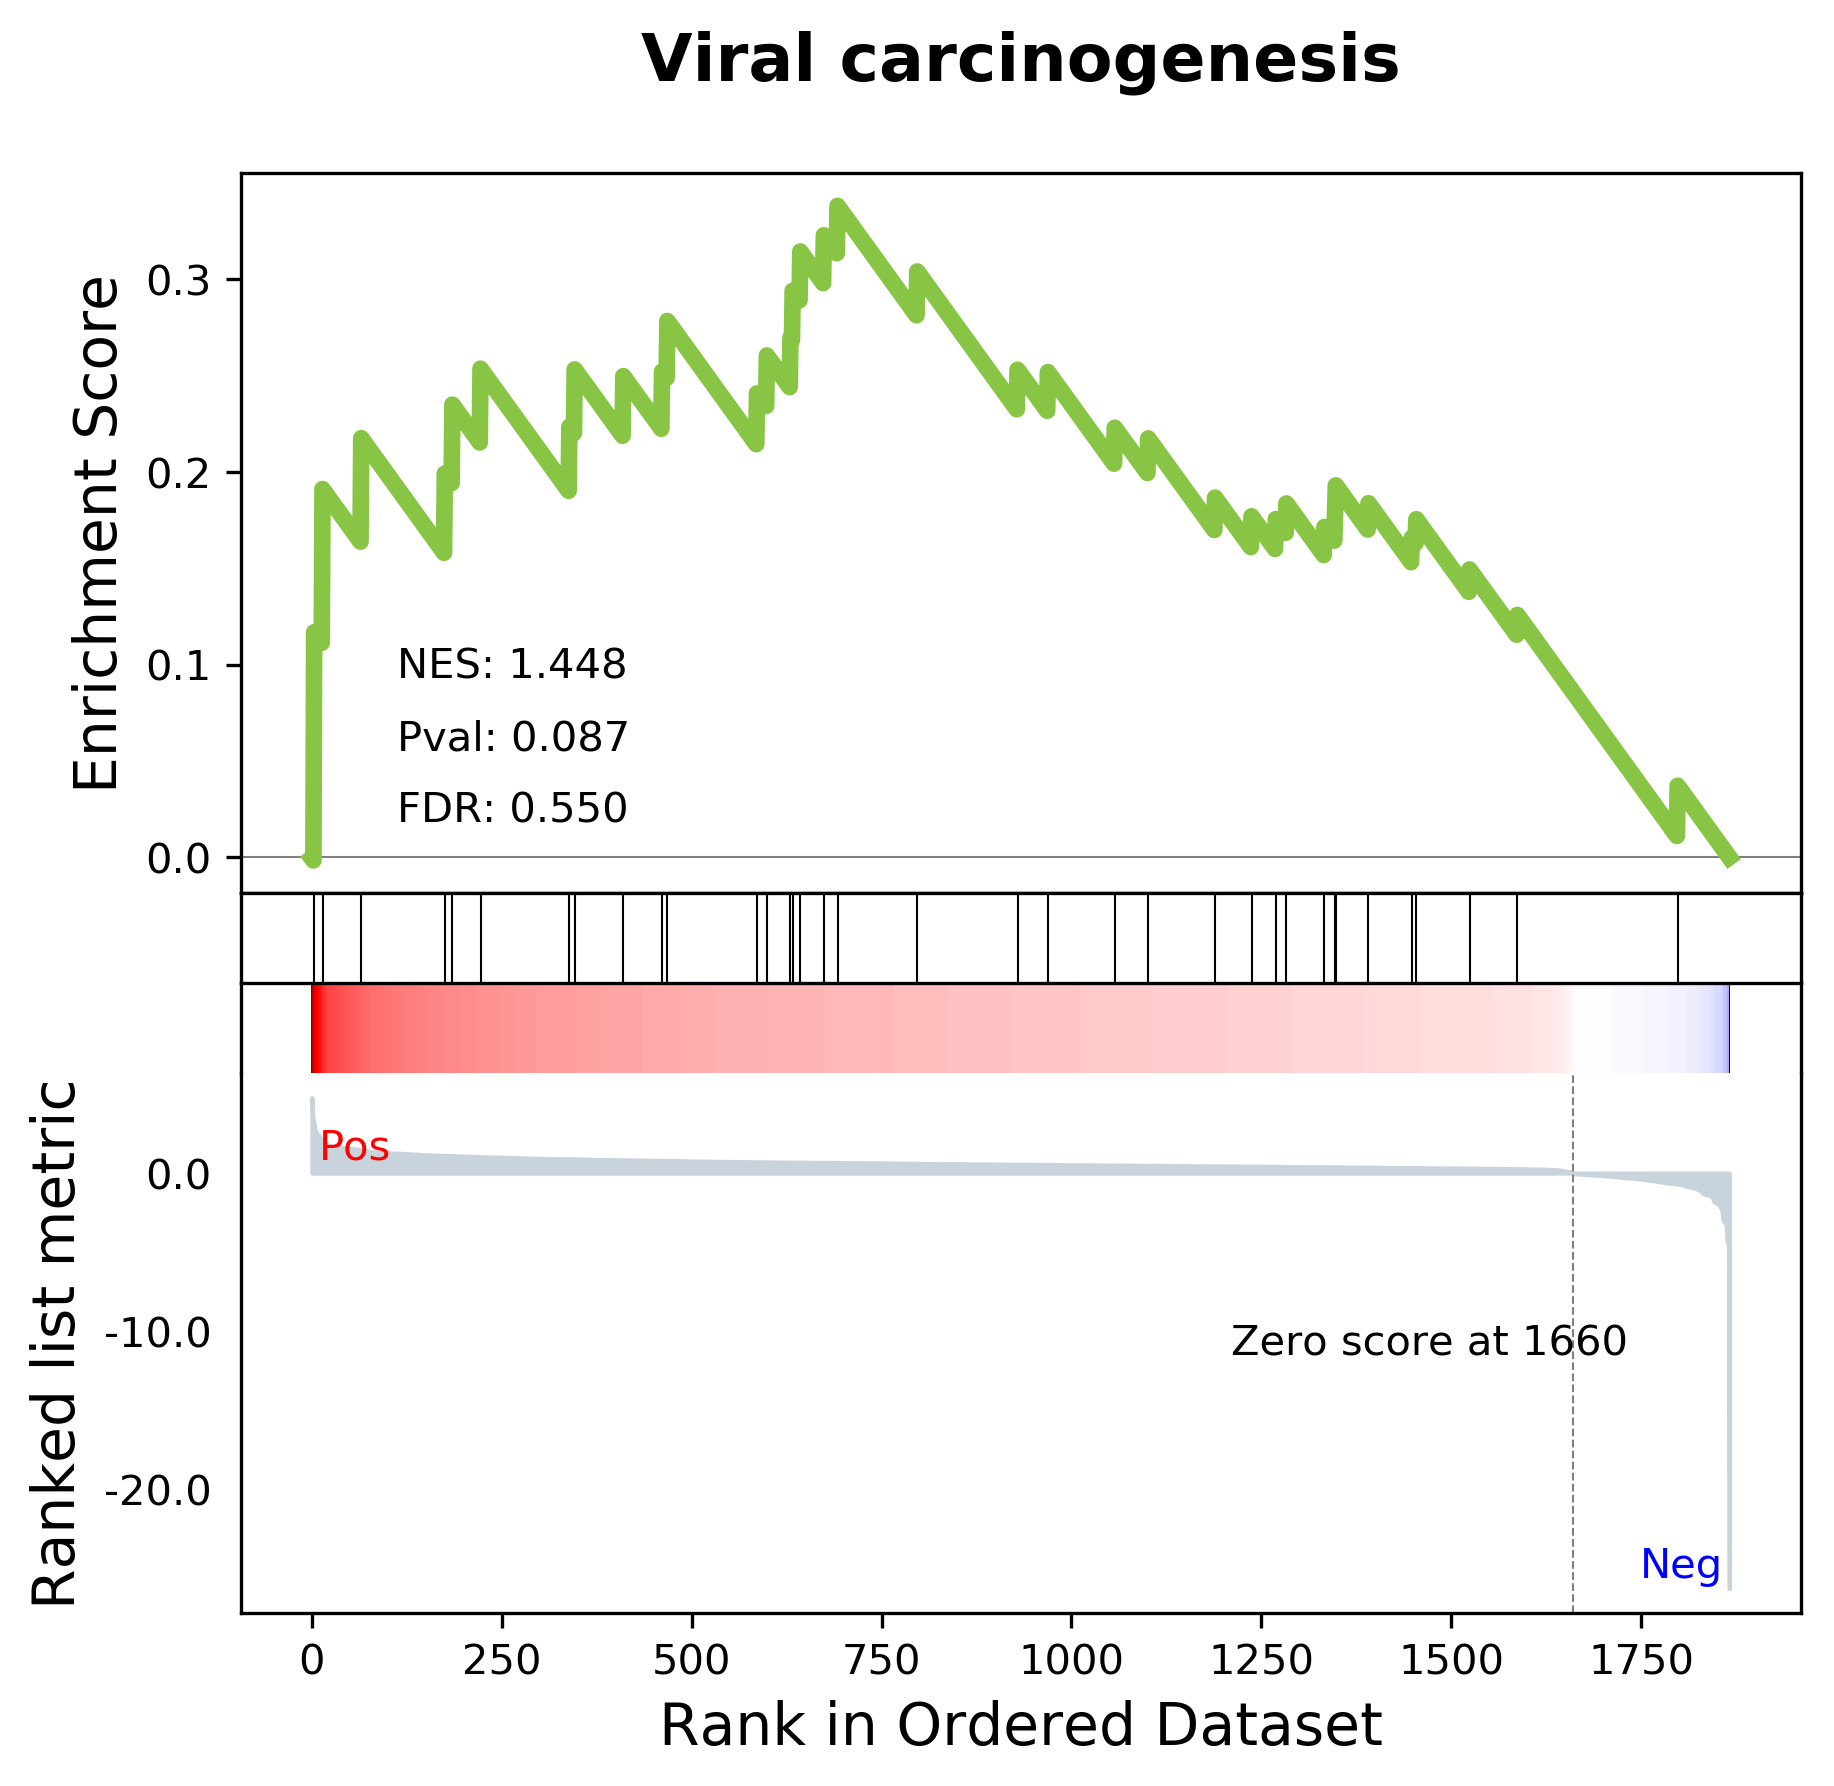 Viral carcinogenesis
Enrichment Score
0.3
0.2
0.1
0.0
NES: 1.448
Pval: 0.087
FDR: 0.550
Ranked list metric
0.0
-10.0
-20.0
Pos
Zero score at 1660
Neg
0 250 500 750 1000 1250 1500 1750
Rank in Ordered Dataset